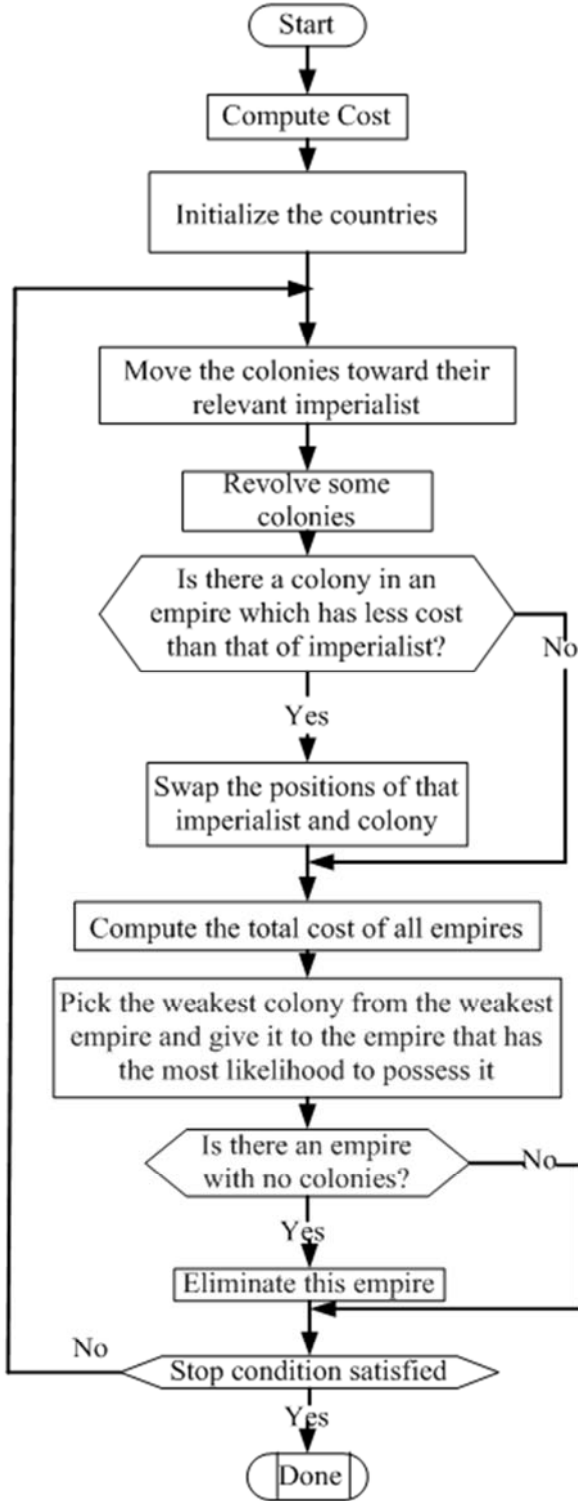 Start
Compute Cost
Initialize the countries
Move the colonies toward their
relevant imperialist
Revolve some
colonies
Is there a colony in an
empire which has less cost
than that of imperialist?
No
Yes
Swap the positions of that
imperialist and colony
Compute the total cost of all empires
Pick the weakest colony from the weakest
empire and give it to the empire that has
the most likelihood to possess it
Is there an empire
with no colonies?
No
Yes
Eliminate this empire
No
Stop condition satisfied
Yes
Done